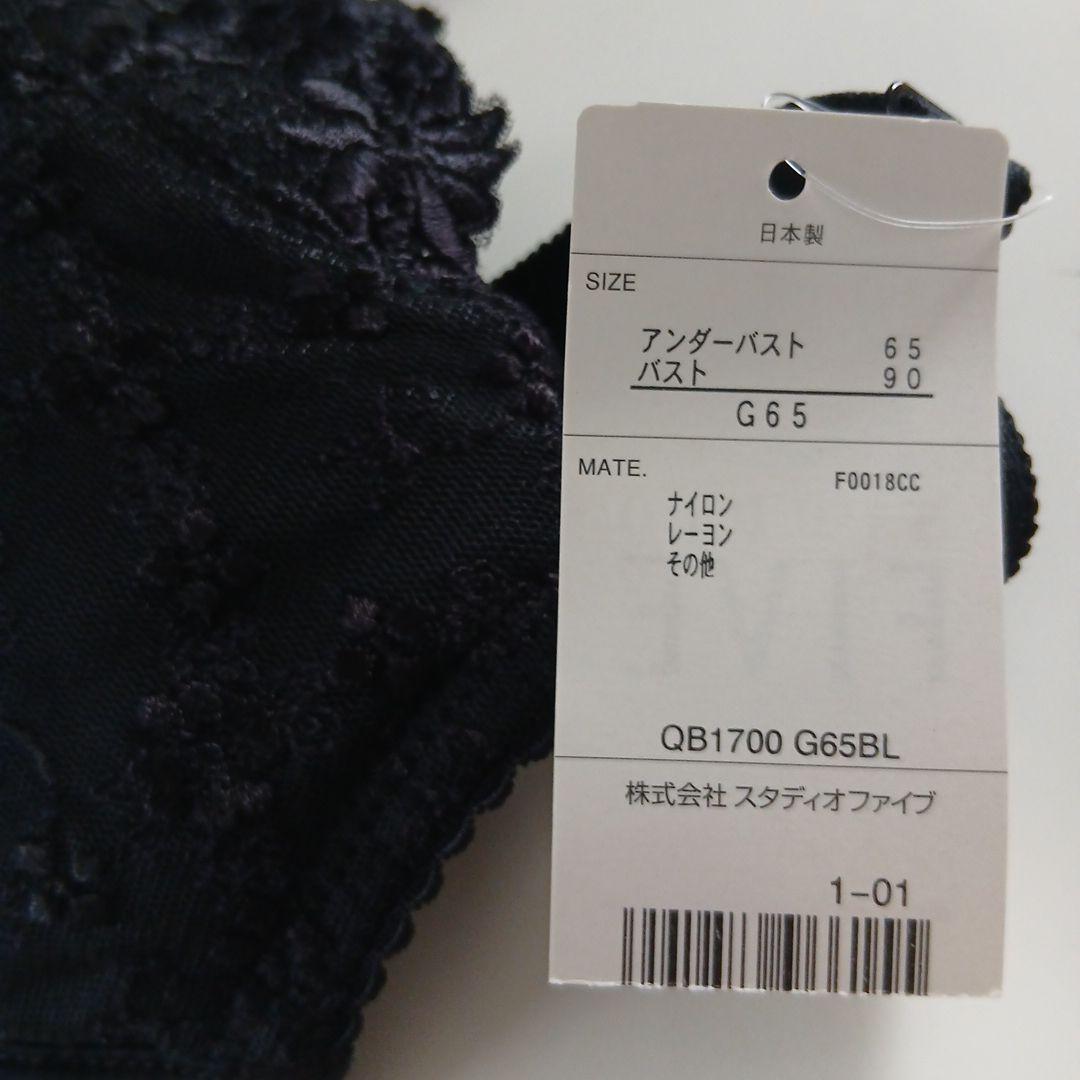 日本製
SIZE
アンダーバスト 65
バスト 90
G65
MATE. F0018CC
ナイロン
レーヨン
その他
QB1700 G65BL
株式会社 スタディオファイブ
1-01